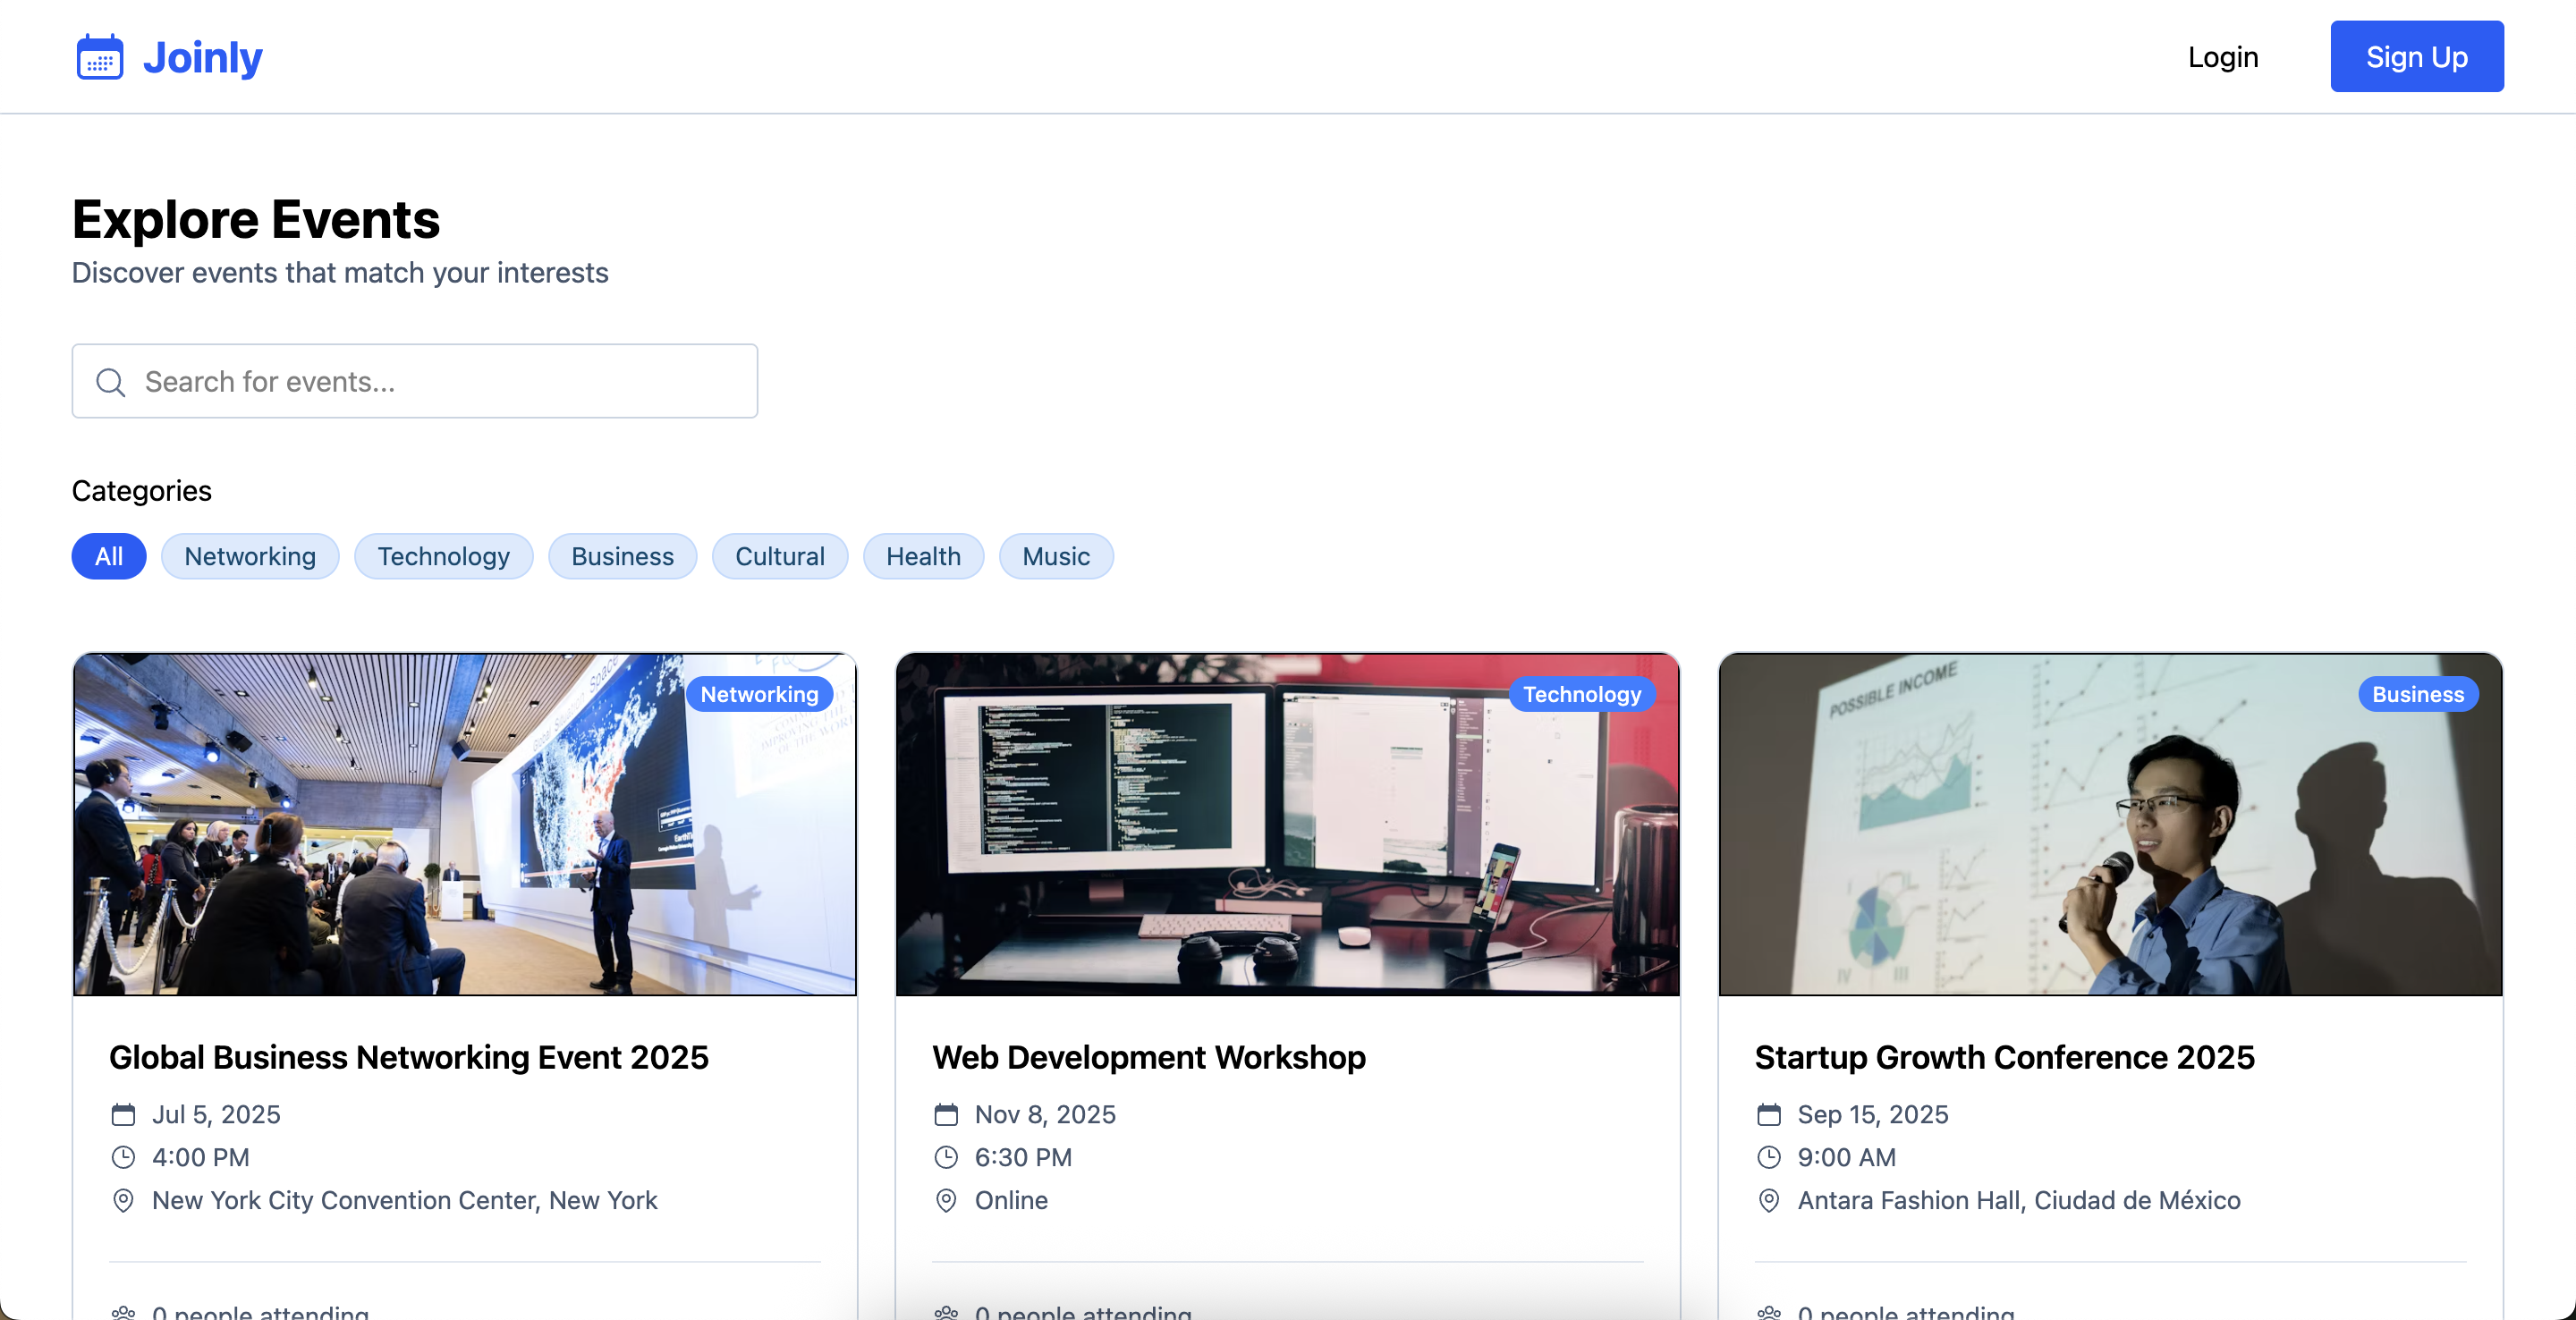 Joinly
Login
Sign Up
Explore Events
Discover events that match your interests
Search for events...
Categories
All
Networking
Technology
Business
Cultural
Health
Music
Networking
Technology
POSSIBLE INCOME
Business
Global Business Networking Event 2025
Jul 5, 2025
4:00 PM
New York City Convention Center, New York
0 people attending
Web Development Workshop
Nov 8, 2025
6:30 PM
Online
0 people attending
Startup Growth Conference 2025
Sep 15, 2025
9:00 AM
Antara Fashion Hall, Ciudad de México
0 people attending